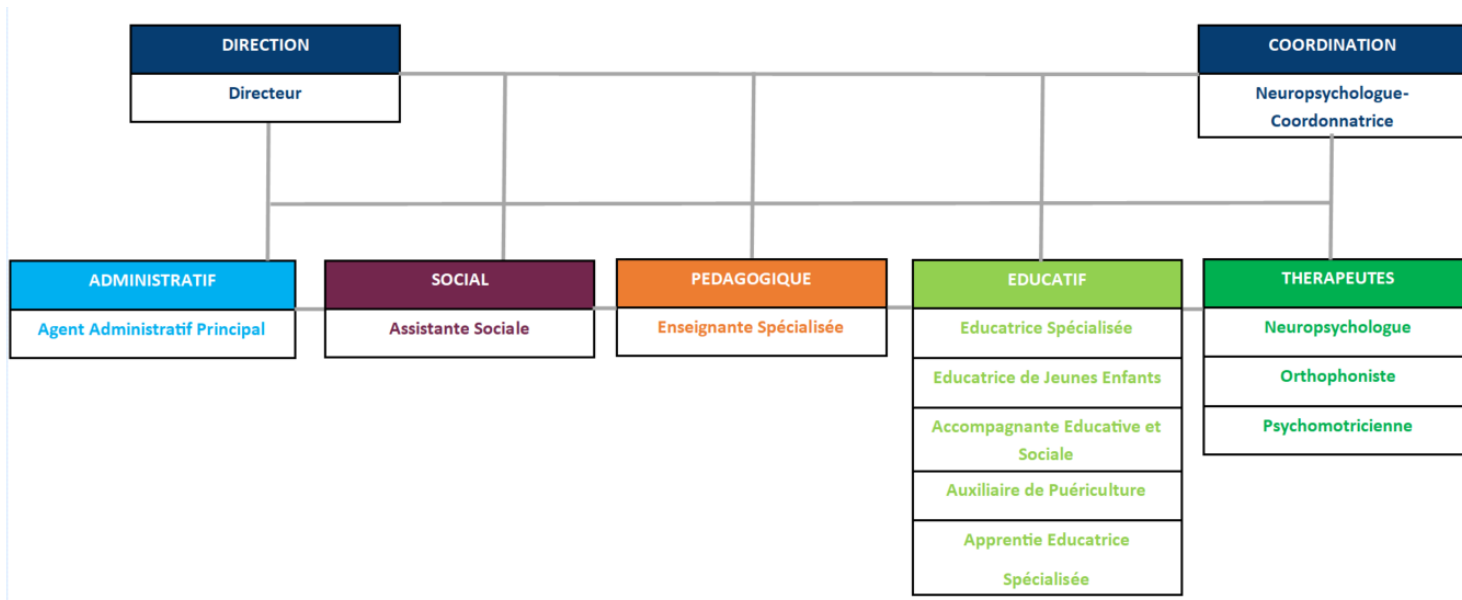 DIRECTION
Directeur
COORDINATION
Neuropsychologue-
Coordonnatrice
ADMINISTRATIF
Agent Administratif Principal
SOCIAL
Assistante Sociale
PEDAGOGIQUE
Enseignante Spécialisée
EDUCATIF
Educatrice Spécialisée
Educatrice de Jeunes Enfants
Accompagnante Educative et
Sociale
Auxiliaire de Puériculture
Apprentie Educatrice
Spécialisée
THERAPEUTES
Neuropsychologue
Orthophoniste
Psychomotricienne